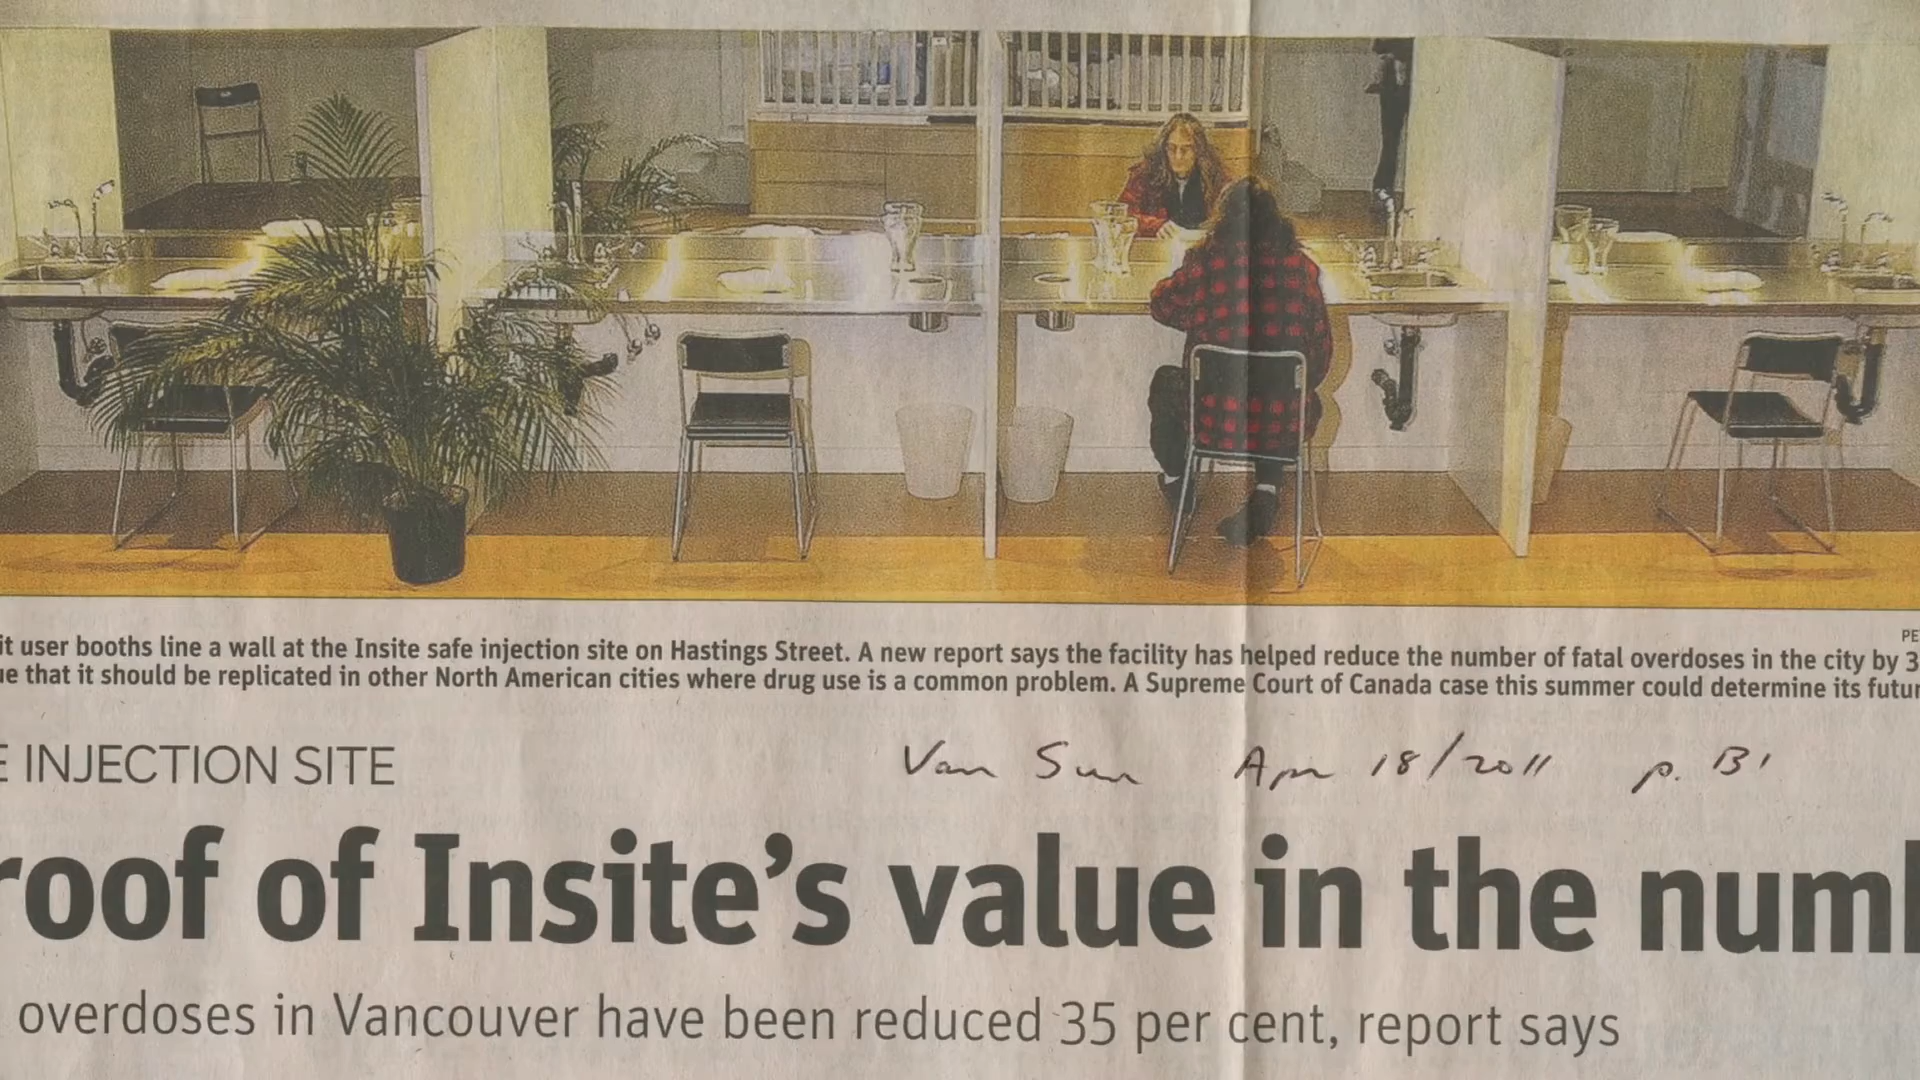 PE
it user booths line a wall at the Insite safe injection site on Hastings Street. A new report says the facility has helped reduce the number of fatal overdoses in the city by 3
ue that it should be replicated in other North American cities where drug use is a common problem. A Supreme Court of Canada case this summer could determine its futur
E INJECTION SITE
Van Sun Apr 18/2011 p. B1
roof of Insite's value in the numb
overdoses in Vancouver have been reduced 35 per cent, report says